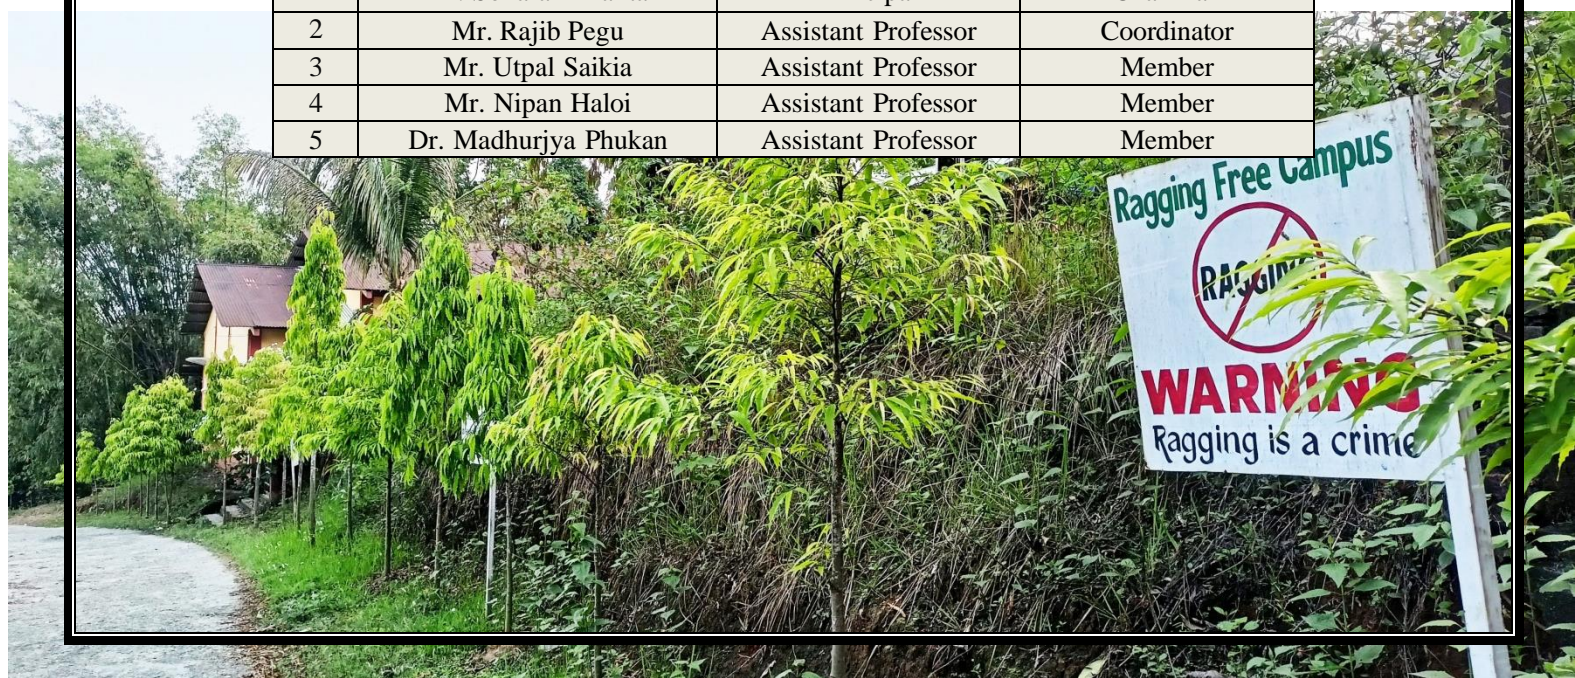 2 Mr. Rajib Pegu Assistant Professor Coordinator
3 Mr. Utpal Saikia Assistant Professor Member
4 Mr. Nipan Haloi Assistant Professor Member
5 Dr. Madhurjya Phukan Assistant Professor Member
Ragging Free Campus
RAGGING
WARNING
Ragging is a crime